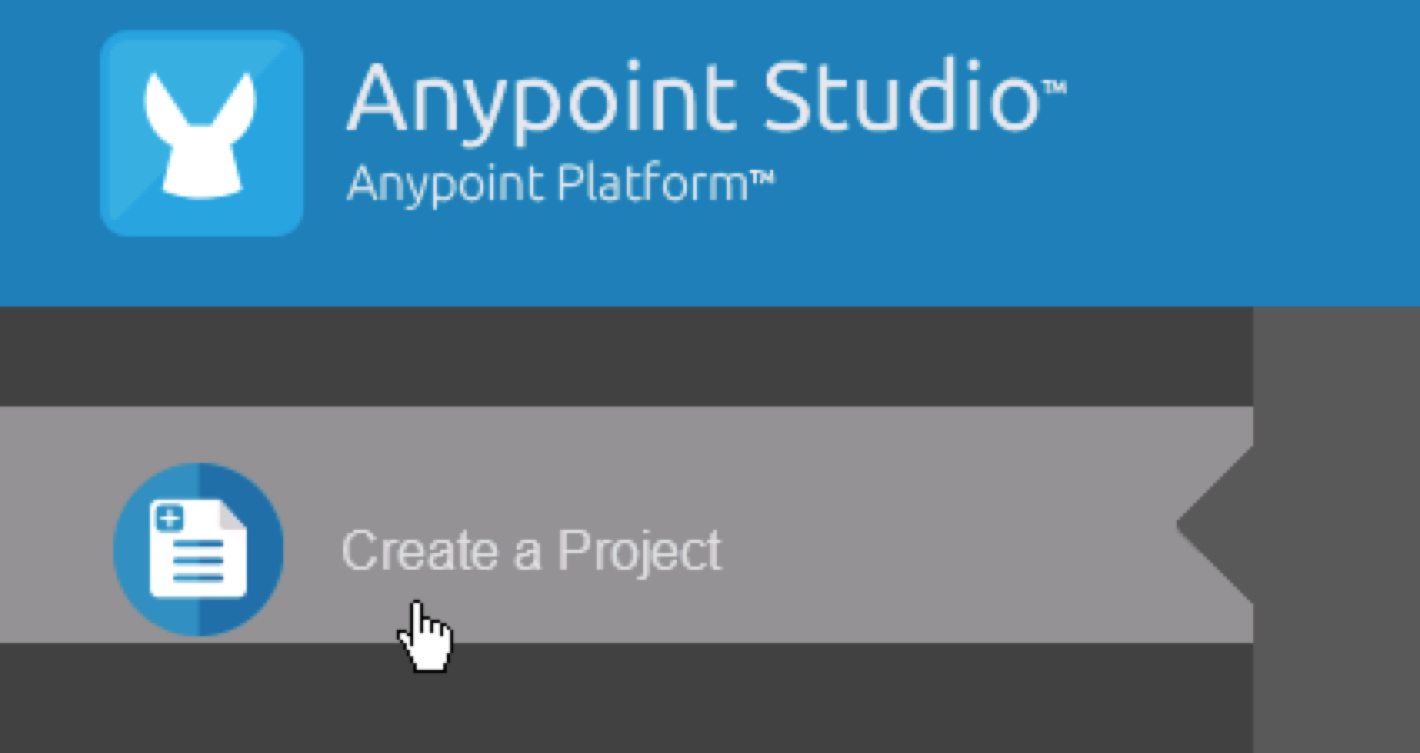 Anypoint Studio™
Anypoint Platform™
Create a Project